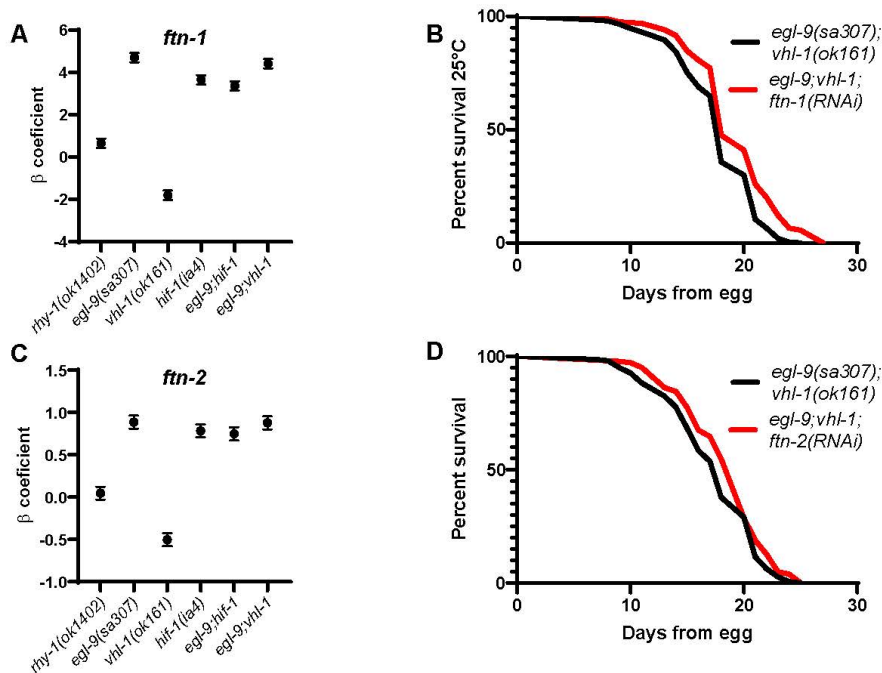 A
ftn-1
6
4
2
0
-2
-4
β coeficient
rhy-1(ok1402)
egl-9(sa307)
vhl-1(ok161)
hif-1(ia4)
egl-9;hif-1
egl-9;vhl-1
B
100
50
0
Percent survival 25°C
0 10 20 30
Days from egg
egl-9(sa307);
vhl-1(ok161)
egl-9;vhl-1;
ftn-1(RNAi)
C
ftn-2
1.5
1.0
0.5
0.0
-0.5
-1.0
β coefficient
rhy-1(ok1402)
egl-9(sa307)
vhl-1(ok161)
hif-1(ia4)
egl-9;hif-1
egl-9;vhl-1
D
100
50
0
Percent survival
0 10 20 30
Days from egg
egl-9(sa307);
vhl-1(ok161)
egl-9;vhl-1;
ftn-2(RNAi)